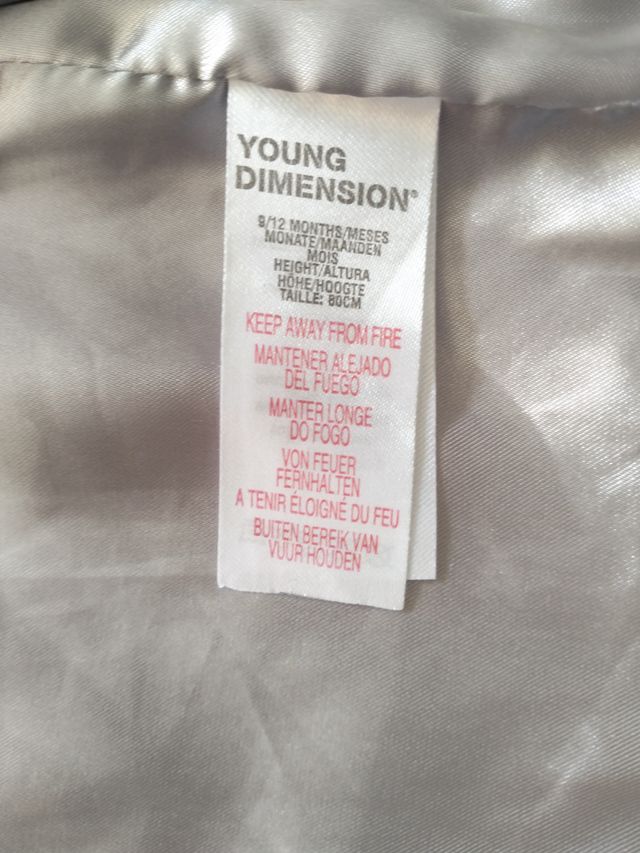 YOUNG
DIMENSION®
9/12 MONTHS/MESES
MONATE/MAANDEN
MOIS
HEIGHT/ALTURA
HÖHE/HOOGTE
TAILLE: 80CM
KEEP AWAY FROM FIRE
MANTENER ALEJADO
DEL FUEGO
MANTER LONGE
DO FOGO
VON FEUER
FERNHALTEN
A TENIR ÉLOIGNÉ DU FEU
BUITEN BEREIK VAN
VUUR HOUDEN